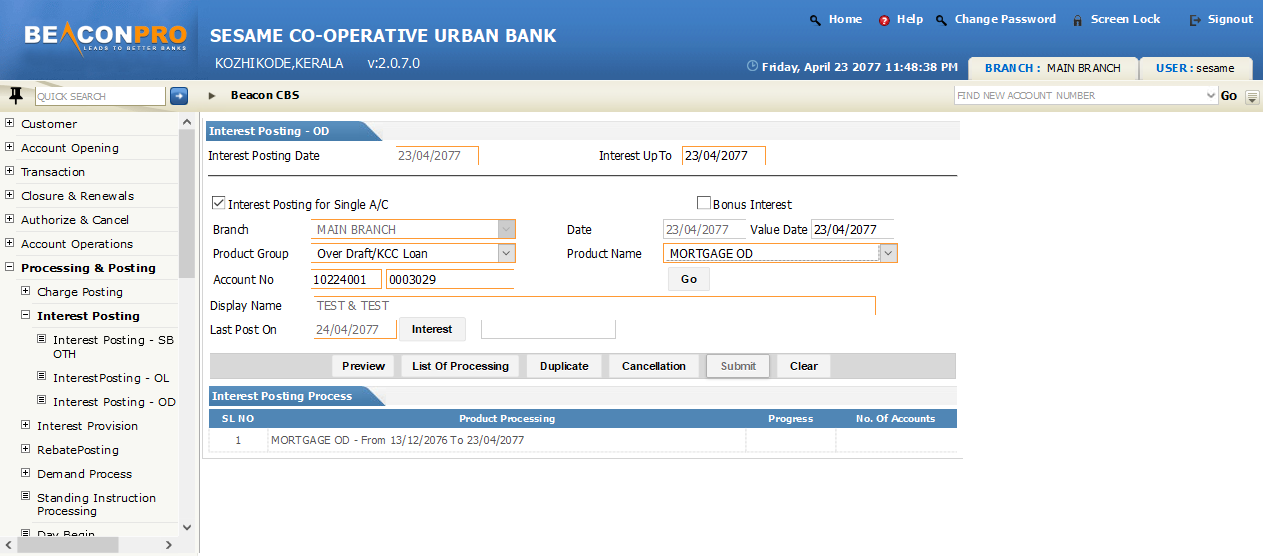 Home Help Change Password Screen Lock Signout
BEACONPRO
LEADS TO BETTER BANKS
SESAME CO-OPERATIVE URBAN BANK
KOZHIKODE,KERALA v:2.0.7.0
Friday, April 23 2077 11:48:38 PM BRANCH : MAIN BRANCH USER : sesame
QUICK SEARCH Beacon CBS FIND NEW ACCOUNT NUMBER Go
Customer
Account Opening
Transaction
Closure & Renewals
Authorize & Cancel
Account Operations
Processing & Posting
Charge Posting
Interest Posting
Interest Posting - SB
OTH
InterestPosting - OL
Interest Posting - OD
Interest Provision
RebatePosting
Demand Process
Standing Instruction
Processing
Day Begin
Interest Posting - OD
Interest Posting Date 23/04/2077 Interest UpTo 23/04/2077
Interest Posting for Single A/C Bonus Interest
Branch MAIN BRANCH Date 23/04/2077 Value Date 23/04/2077
Product Group Over Draft/KCC Loan Product Name MORTGAGE OD
Account No 10224001 0003029 Go
Display Name TEST & TEST
Last Post On 24/04/2077 Interest
Preview List Of Processing Duplicate Cancellation Submit Clear
Interest Posting Process
SL NO Product Processing Progress No. Of Accounts
1 MORTGAGE OD - From 13/12/2076 To 23/04/2077